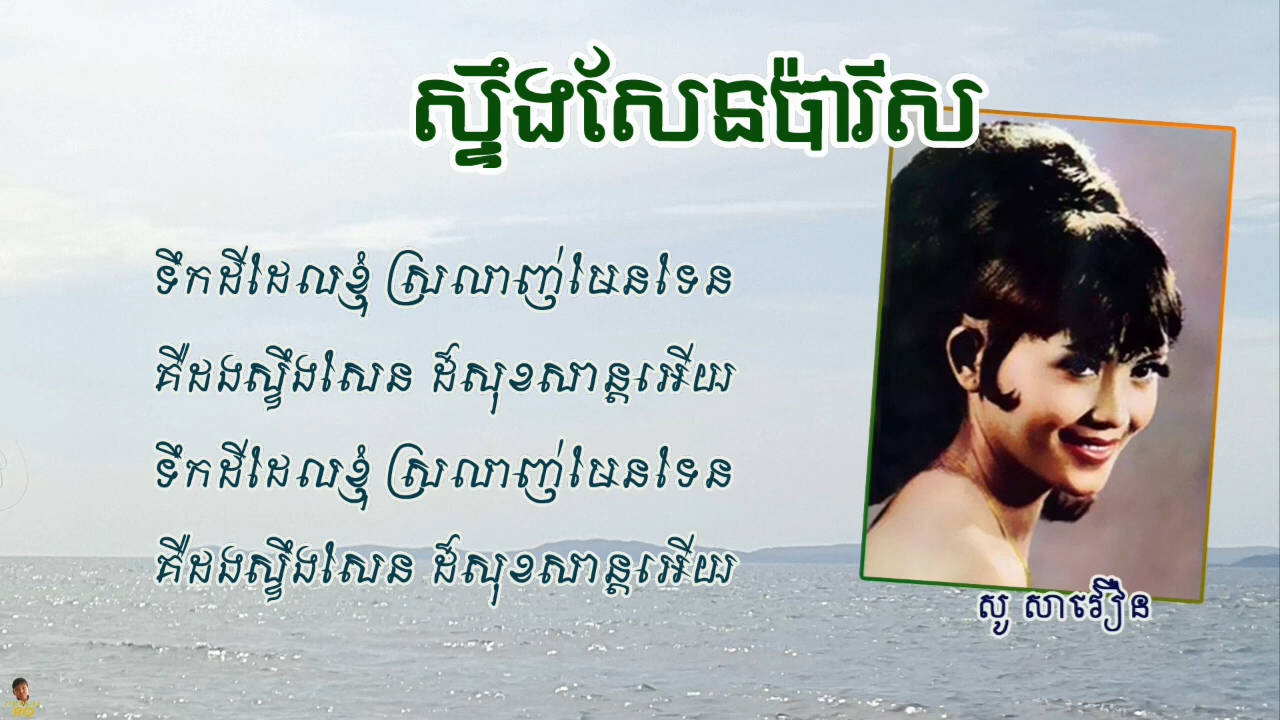 ស្ទឹងសែនប៉ារីស
ទឹកដីដែលខ្ញុំ ស្រលាញ់មែនទែន
គឺដងស្ទឹងសែន ដ៏សុខសាន្តអើយ
ទឹកដីដែលខ្ញុំ ស្រលាញ់មែនទែន
គឺដងស្ទឹងសែន ដ៏សុខសាន្តអើយ
សូ សាវឿន